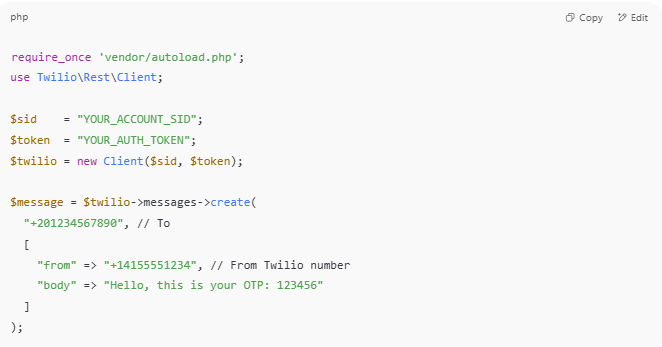 php
Copy
Edit
require_once 'vendor/autoload.php';
use Twilio\Rest\Client;
$sid    = "YOUR_ACCOUNT_SID";
$token  = "YOUR_AUTH_TOKEN";
$twilio = new Client($sid, $token);
$message = $twilio->messages->create(
  "+201234567890", // To
  [
    "from" => "+14155551234", // From Twilio number
    "body" => "Hello, this is your OTP: 123456"
  ]
);